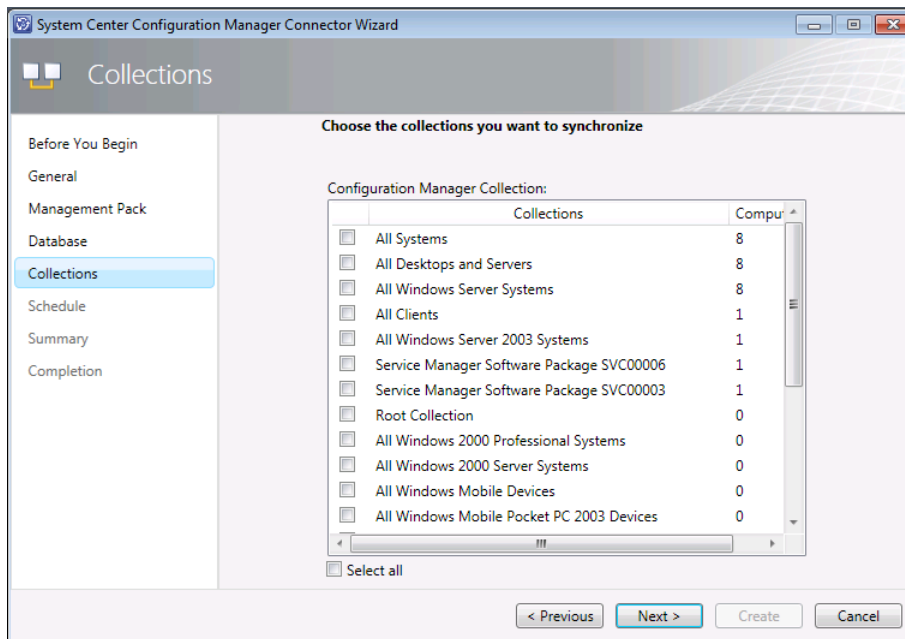 System Center Configuration Manager Connector Wizard
Collections
Before You Begin
General
Management Pack
Database
Collections
Schedule
Summary
Completion
Choose the collections you want to synchronize
Configuration Manager Collection:
Collections Comput
All Systems 8
All Desktops and Servers 8
All Windows Server Systems 8
All Clients 1
All Windows Server 2003 Systems 1
Service Manager Software Package SVC00006 1
Service Manager Software Package SVC00003 1
Root Collection 0
All Windows 2000 Professional Systems 0
All Windows 2000 Server Systems 0
All Windows Mobile Devices 0
All Windows Mobile Pocket PC 2003 Devices 0
Select all
< Previous Next > Create Cancel